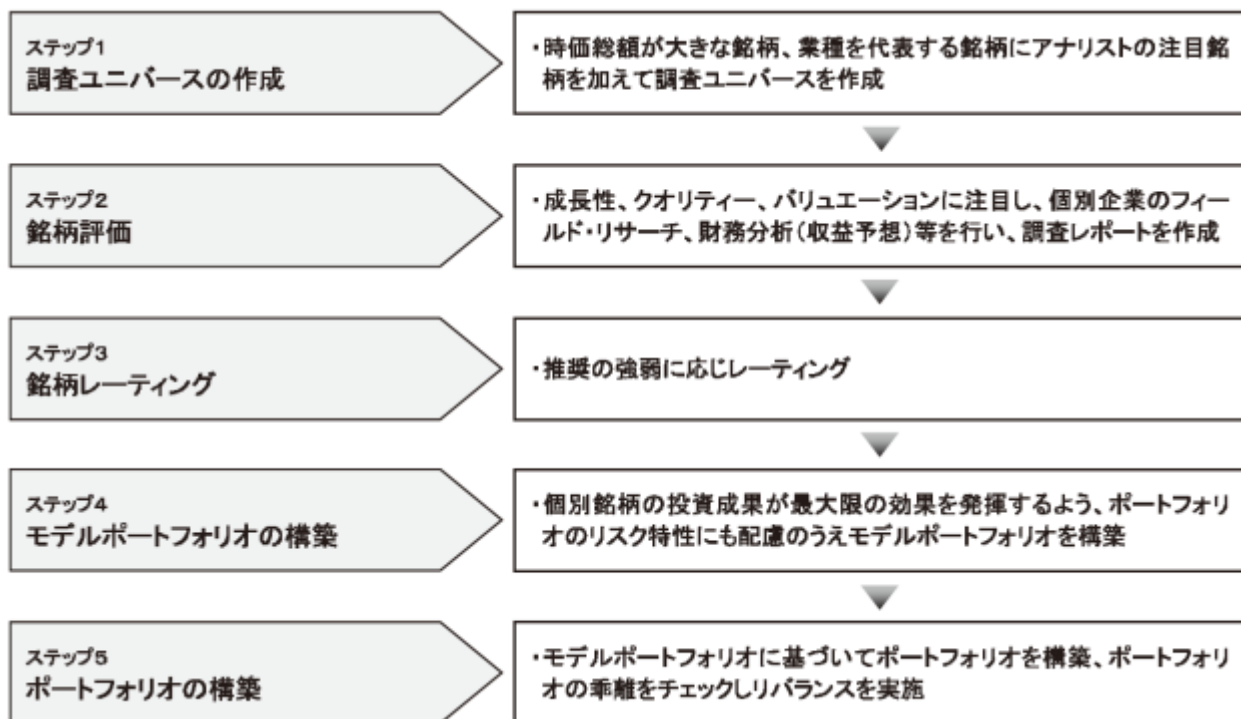 ステップ1
調査ユニバースの作成
・時価総額が大きな銘柄、業種を代表する銘柄にアナリストの注目銘
柄を加えて調査ユニバースを作成
ステップ2
銘柄評価
・成長性、クオリティー、バリュエーションに注目し、個別企業のフィー
ルド・リサーチ、財務分析(収益予想)等を行い、調査レポートを作成
ステップ3
銘柄レーティング
・推奨の強弱に応じレーティング
ステップ4
モデルポートフォリオの構築
・個別銘柄の投資成果が最大限の効果を発揮するよう、ポートフォリ
オのリスク特性にも配慮のうえモデルポートフォリオを構築
ステップ5
ポートフォリオの構築
・モデルポートフォリオに基づいてポートフォリオを構築、ポートフォリ
オの乖離をチェックしリバランスを実施